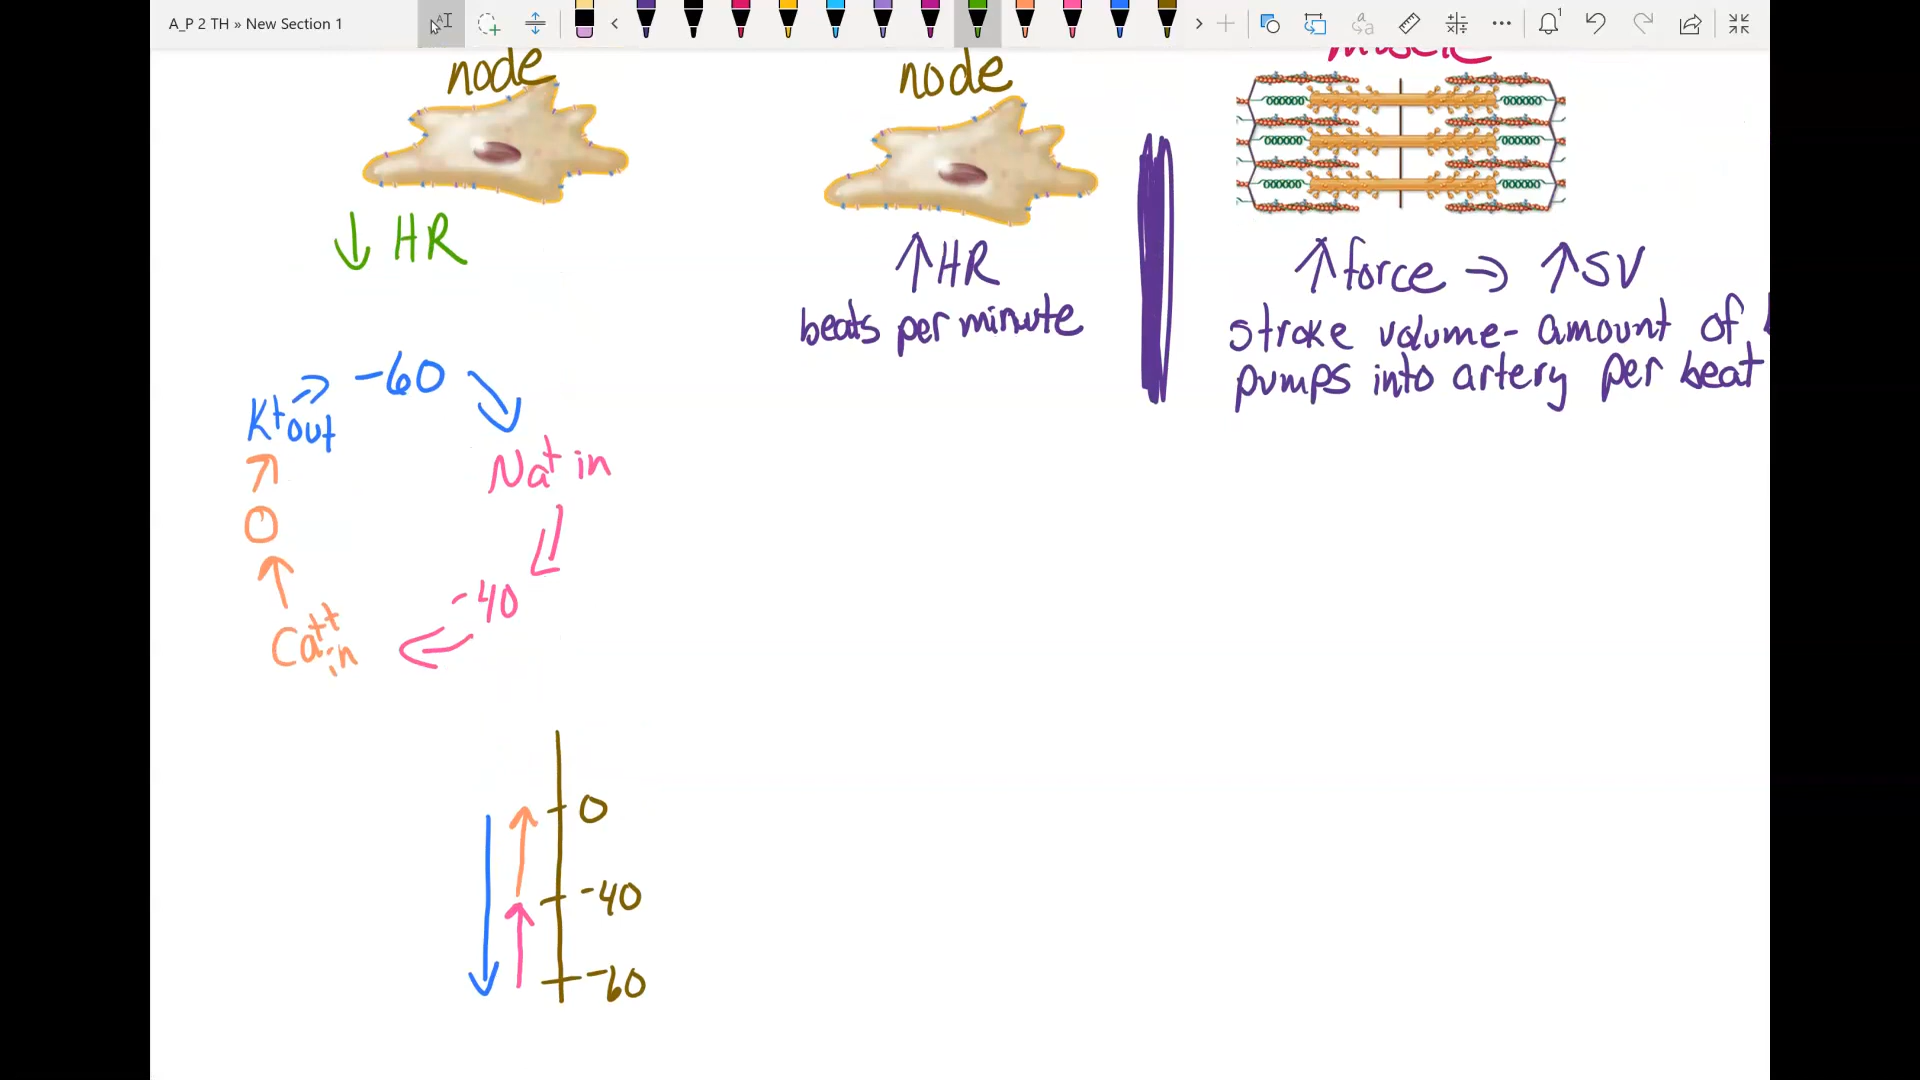 A_P 2 TH » New Section 1
node
node
↓ HR
↑ HR
beats per minute
↑ force → ↑ SV
stroke volume- amount of
pumps into artery per beat
K+ out → -60
Na+ in
-40
Ca++ in
0
0
-40
-60